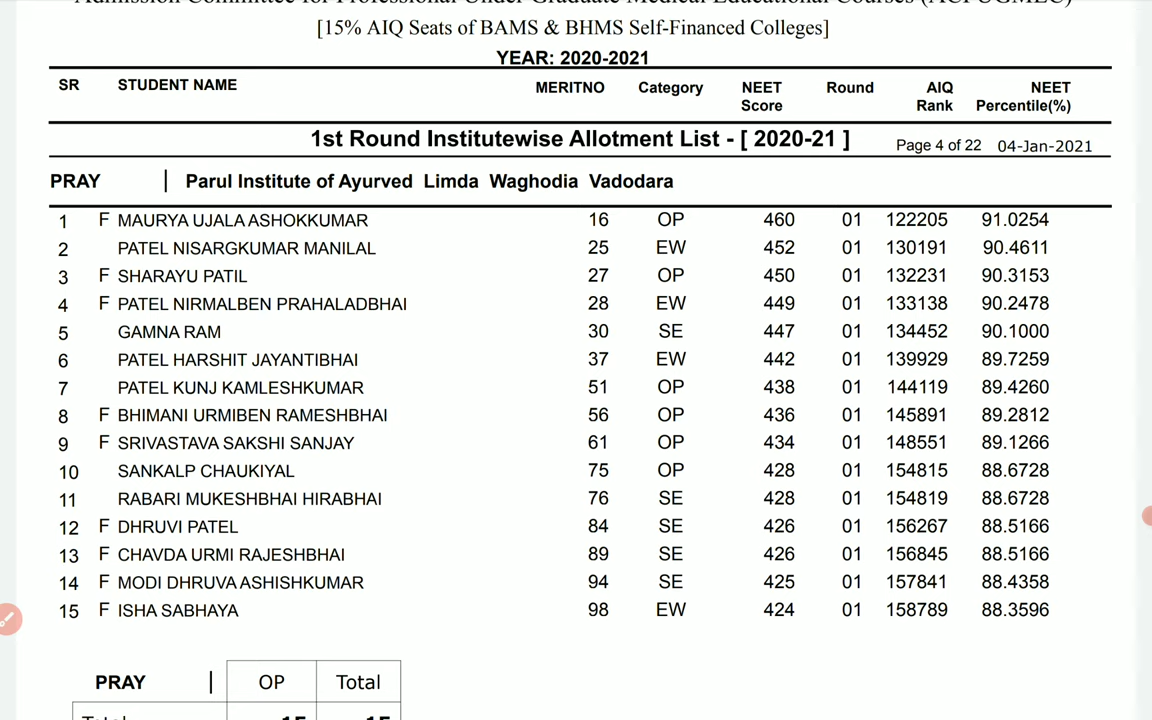 Admission Committee for Professional Under Graduate Medical Educational Courses (ACPUGMEC)
[15% AIQ Seats of BAMS & BHMS Self-Financed Colleges]
YEAR: 2020-2021
SR STUDENT NAME MERITNO Category NEET Score Round AIQ Rank NEET Percentile(%)
1st Round Institutewise Allotment List - [ 2020-21 ] Page 4 of 22 04-Jan-2021
PRAY | Parul Institute of Ayurved Limda Waghodia Vadodara
1 F MAURYA UJALA ASHOKKUMAR 16 OP 460 01 122205 91.0254
2 PATEL NISARGKUMAR MANILAL 25 EW 452 01 130191 90.4611
3 F SHARAYU PATIL 27 OP 450 01 132231 90.3153
4 F PATEL NIRMALBEN PRAHALADBHAI 28 EW 449 01 133138 90.2478
5 GAMNA RAM 30 SE 447 01 134452 90.1000
6 PATEL HARSHIT JAYANTIBHAI 37 EW 442 01 139929 89.7259
7 PATEL KUNJ KAMLESHKUMAR 51 OP 438 01 144119 89.4260
8 F BHIMANI URMIBEN RAMESHBHAI 56 OP 436 01 145891 89.2812
9 F SRIVASTAVA SAKSHI SANJAY 61 OP 434 01 148551 89.1266
10 SANKALP CHAUKIYAL 75 OP 428 01 154815 88.6728
11 RABARI MUKESHBHAI HIRABHAI 76 SE 428 01 154819 88.6728
12 F DHRUVI PATEL 84 SE 426 01 156267 88.5166
13 F CHAVDA URMI RAJESHBHAI 89 SE 426 01 156845 88.5166
14 F MODI DHRUVA ASHISHKUMAR 94 SE 425 01 157841 88.4358
15 F ISHA SABHAYA 98 EW 424 01 158789 88.3596
PRAY | OP Total
Total 15 15